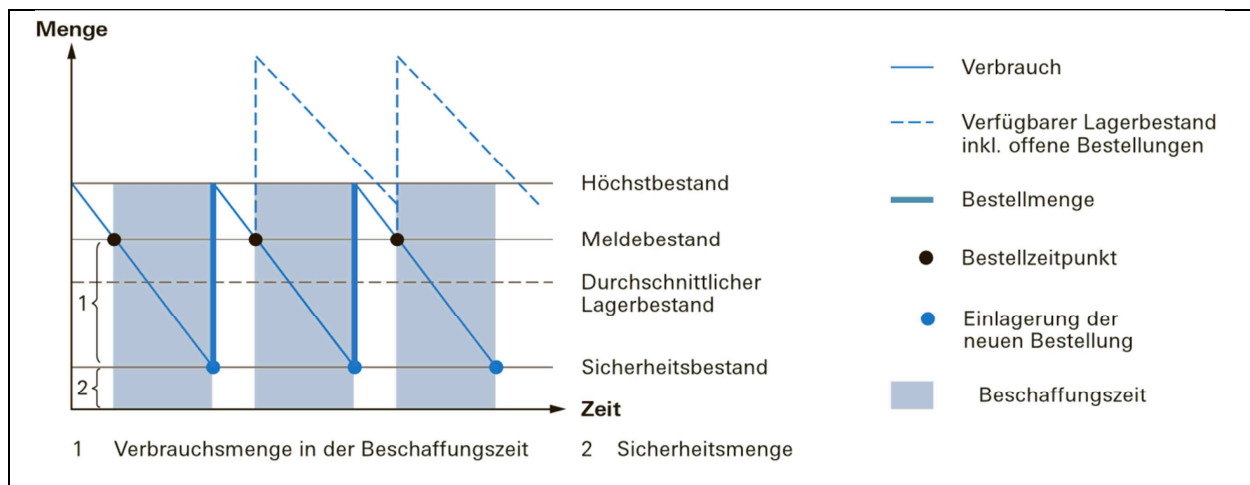 Menge
Verbrauch
Verfügbarer Lagerbestand
inkl. offene Bestellungen
Höchstbestand
Bestellmenge
Meldebestand
Bestellzeitpunkt
Durchschnittlicher
Lagerbestand
1
Einlagerung der
neuen Bestellung
Sicherheitsbestand
2
Beschaffungszeit
Zeit
1 Verbrauchsmenge in der Beschaffungszeit 2 Sicherheitsmenge